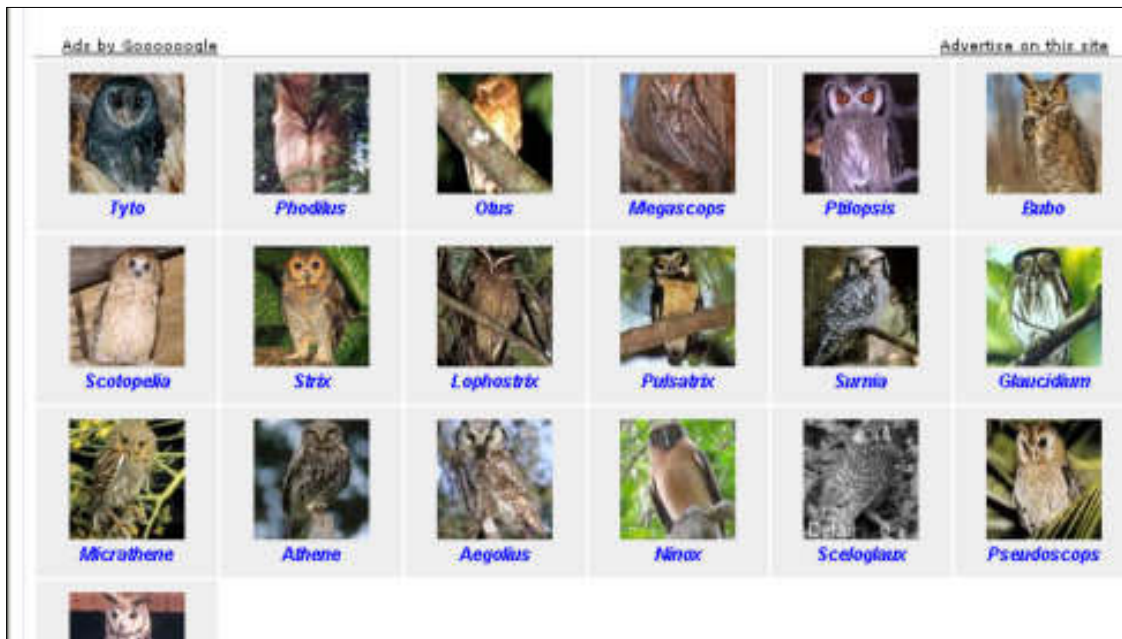 Ads by Goooooogle
Advertise on this site
Tyto
Phodilus
Otus
Megascops
Ptilopsis
Bubo
Scotopelia
Strix
Lophostrix
Pulsatrix
Surnia
Glaucidium
Micrathene
Athene
Aegolius
Ninox
Sceloglaux
Pseudoscops